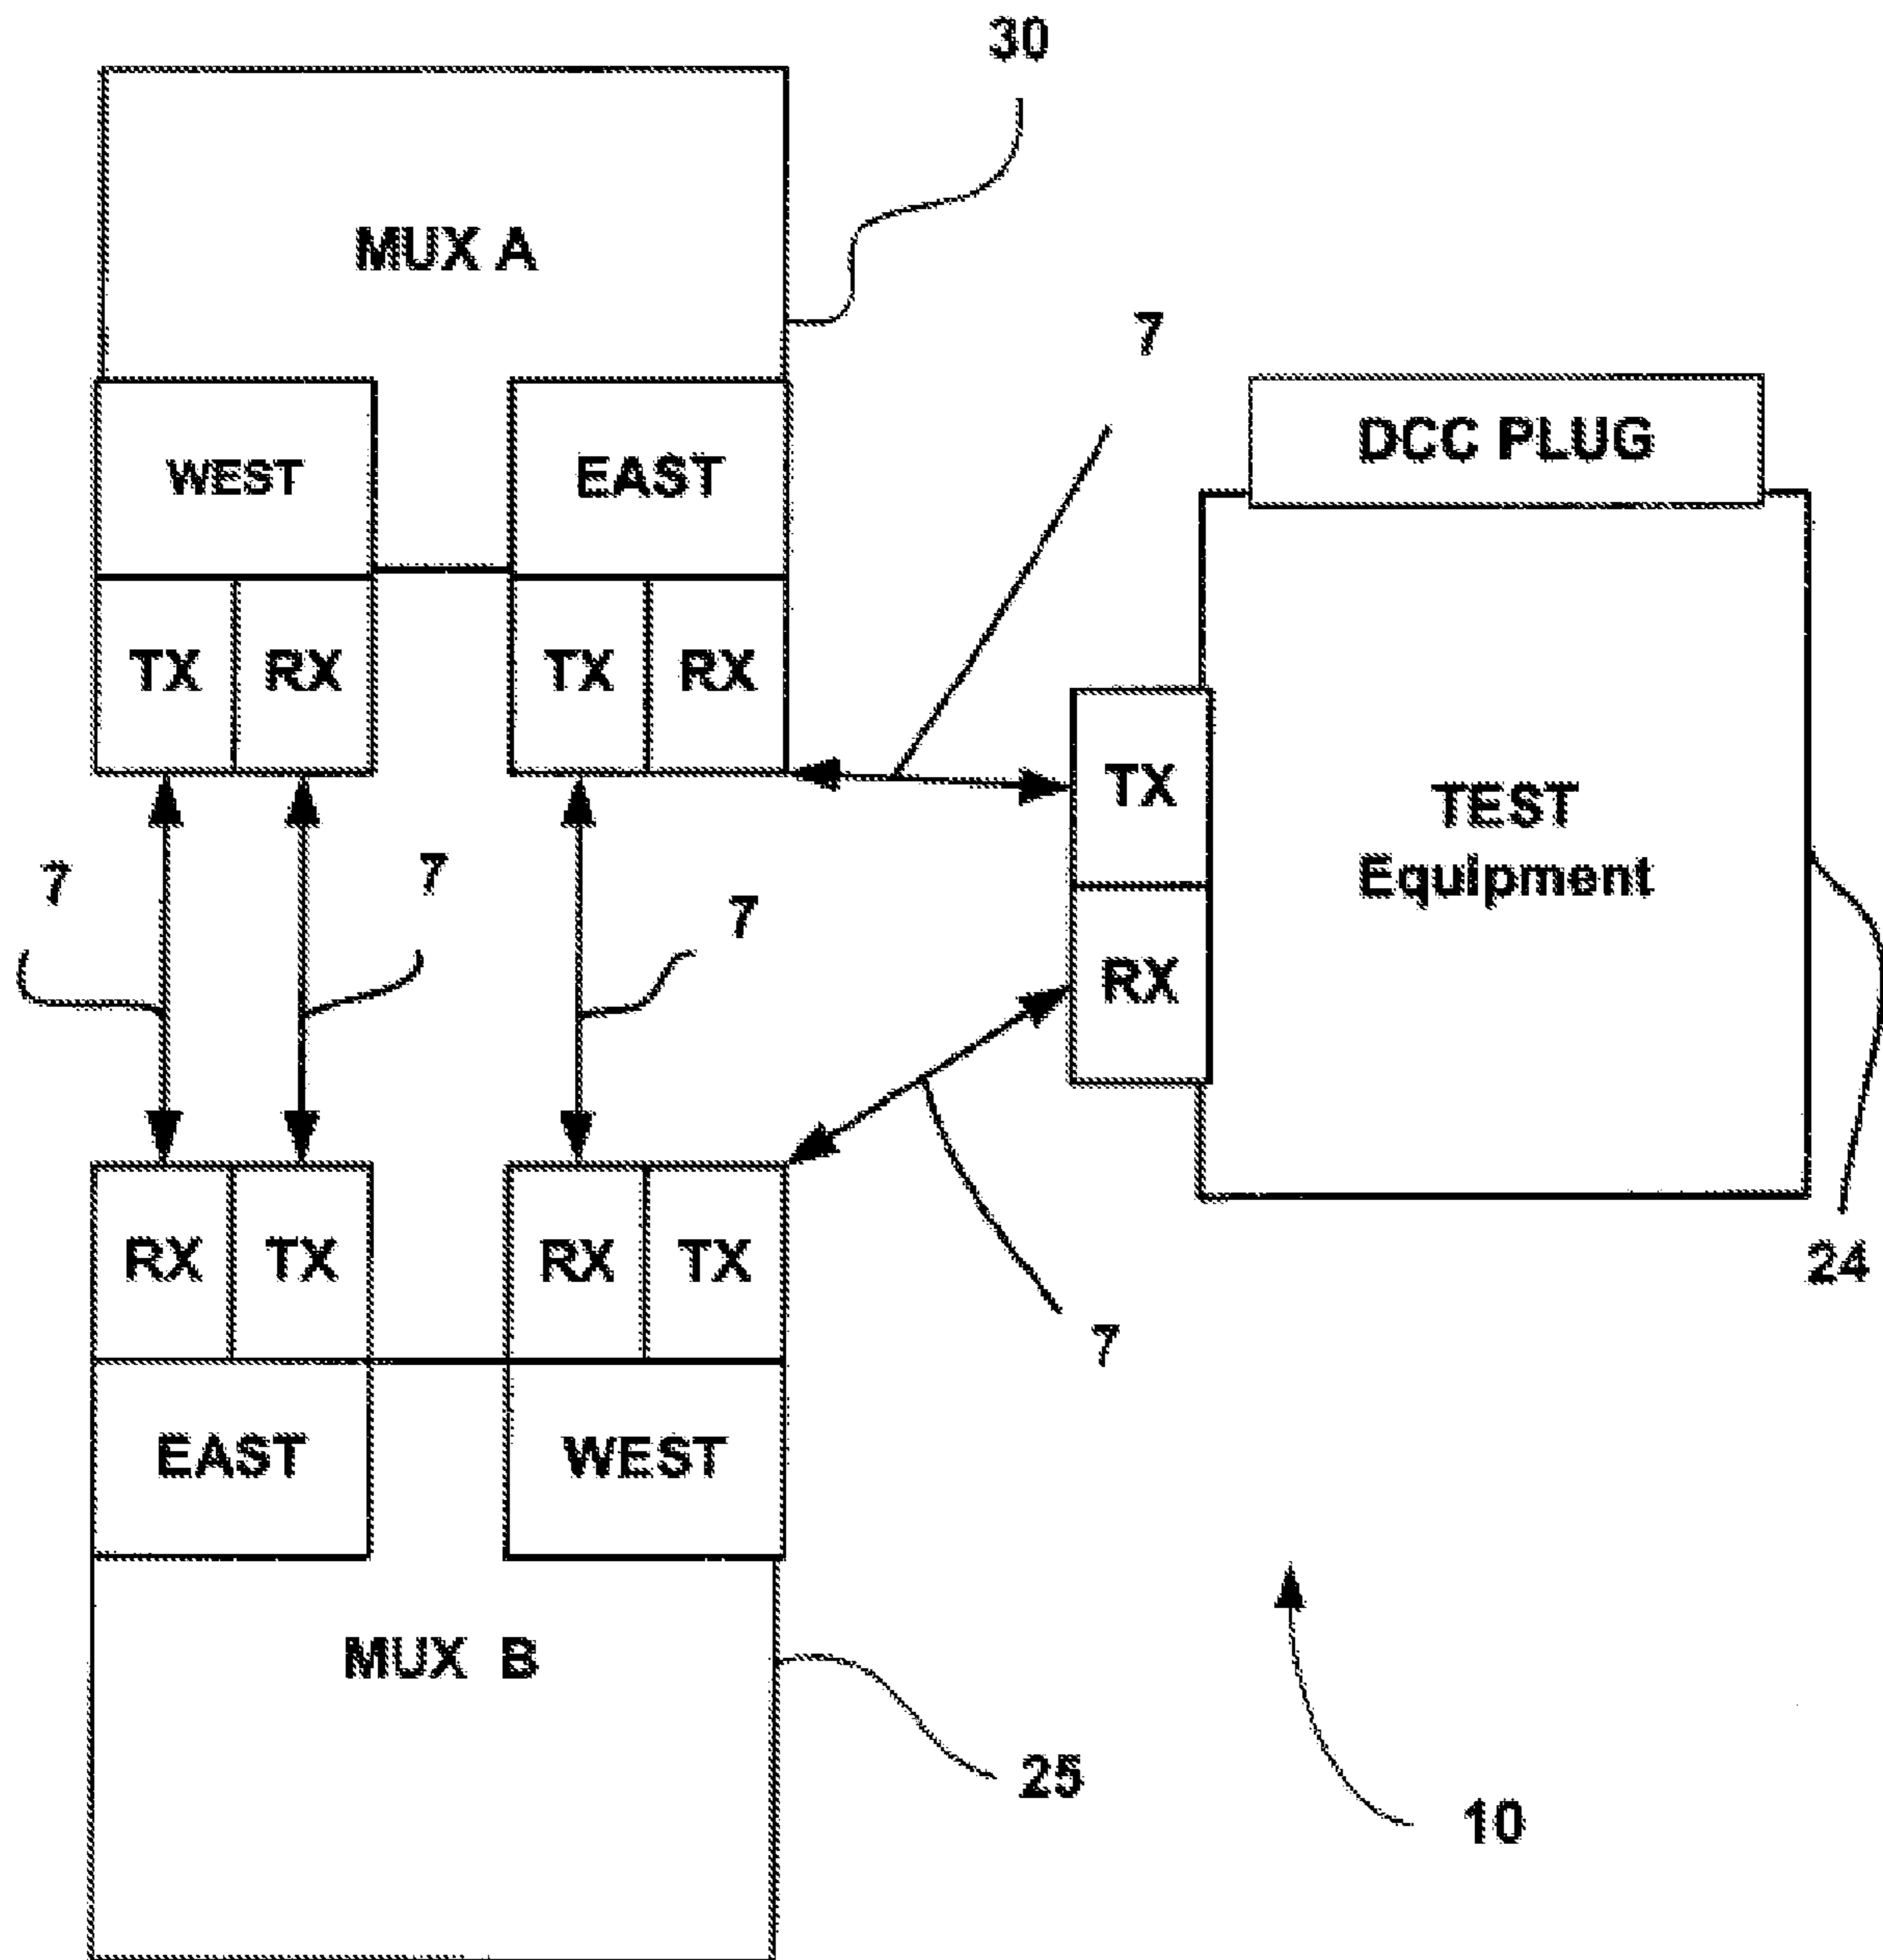 30
MUX A
7
DCC PLUG
WEST
EAST
TX RX
TX RX
TX
TEST
Equipment
7
7
7
RX
RX TX
RX TX
24
7
EAST
WEST
MUX B
25
10